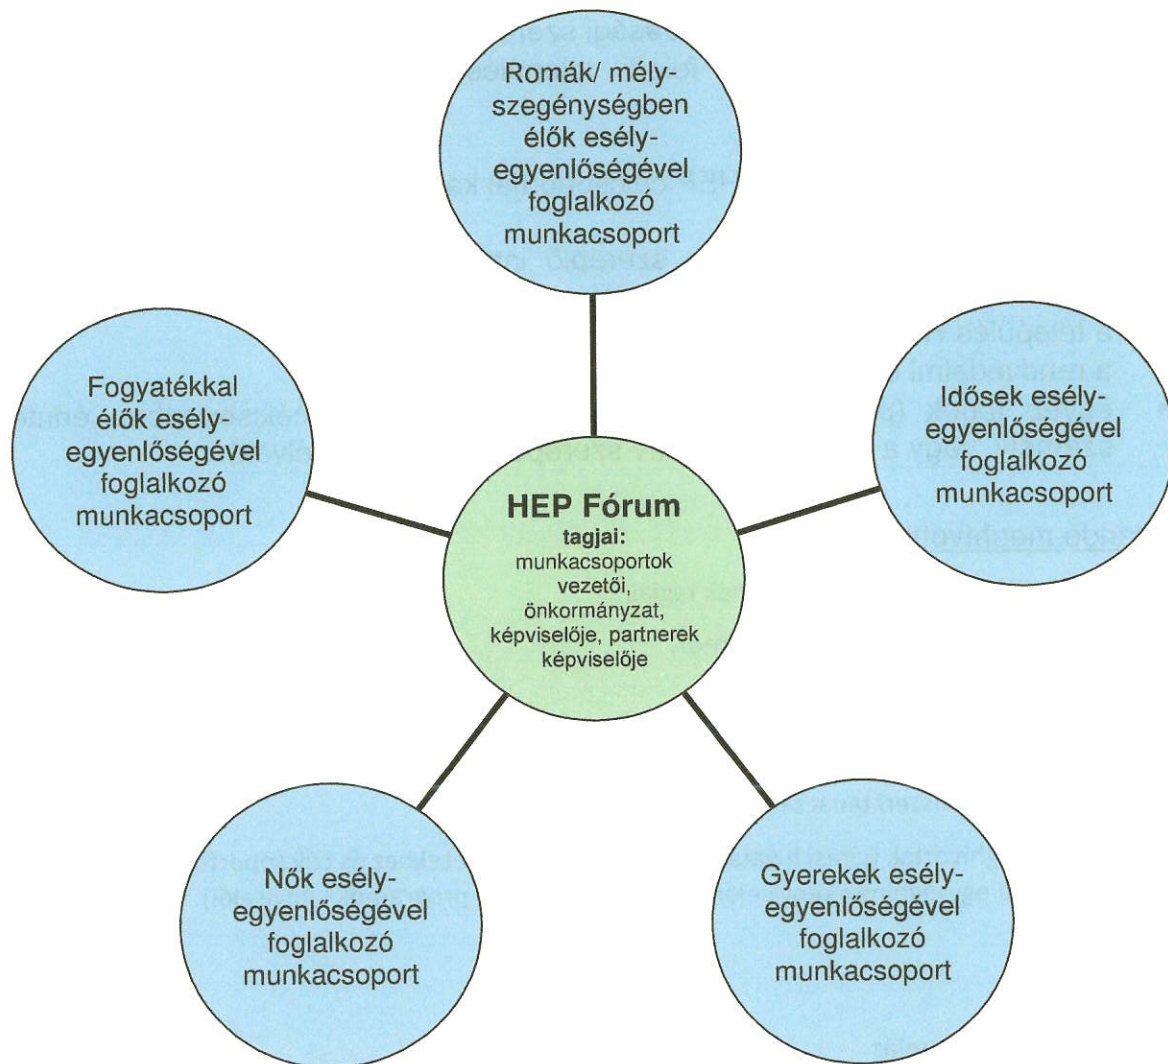 Romák/ mély-
szegénységben
élők esély-
egyenlőségével
foglalkozó
munkacsoport
Fogyatékkal
élők esély-
egyenlőségével
foglalkozó
munkacsoport
Idősek esély-
egyenlőségével
foglalkozó
munkacsoport
HEP Fórum
tagjai:
munkacsoportok
vezetői,
önkormányzat,
képviselője, partnerek
képviselője
Nők esély-
egyenlőségével
foglalkozó
munkacsoport
Gyerekek esély-
egyenlőségével
foglalkozó
munkacsoport